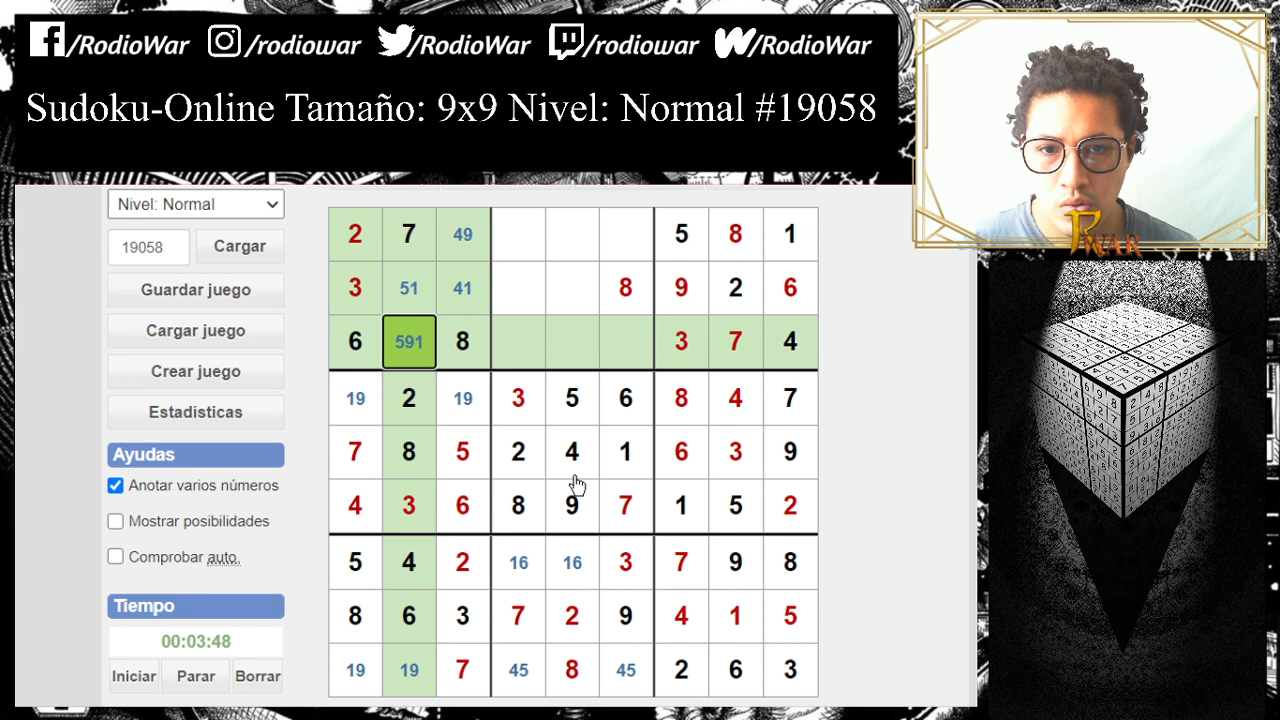 /RodioWar /rodiowar /RodioWar /rodiowar /RodioWar
Sudoku-Online Tamaño: 9x9 Nivel: Normal #19058
Nivel: Normal
19058 Cargar
Guardar juego
Cargar juego
Crear juego
Estadísticas
Ayudas
Anotar varios números
Mostrar posibilidades
Comprobar auto.
Tiempo
00:03:48
Iniciar Parar Borrar
2 7 49 5 8 1
3 51 41 8 9 2 6
6 591 8 3 7 4
19 2 19 3 5 6 8 4 7
7 8 5 2 4 1 6 3 9
4 3 6 8 9 7 1 5 2
5 4 2 16 16 3 7 9 8
8 6 3 7 2 9 4 1 5
19 19 7 45 8 45 2 6 3
WAR